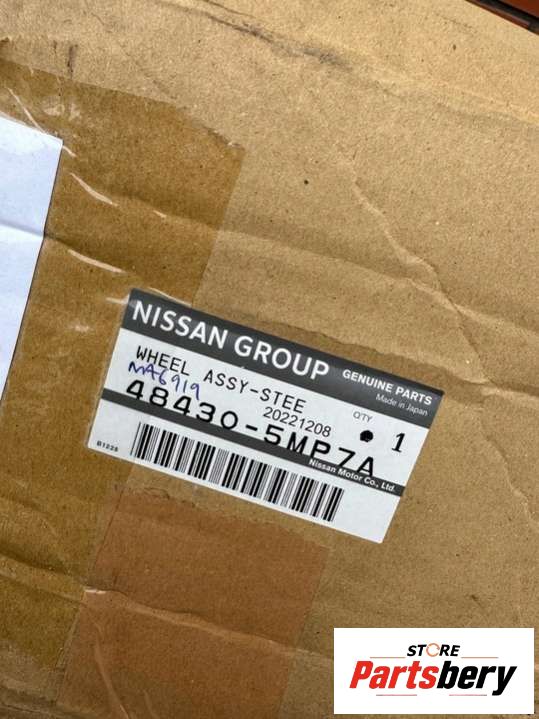 NISSAN GROUP
GENUINE PARTS
Made in Japan
WHEEL ASSY-STEE
MA6919
20221208
Q'TY
1
48430-5MP7A
Nissan Motor Co., Ltd.
B1225
STORE
Partsbery